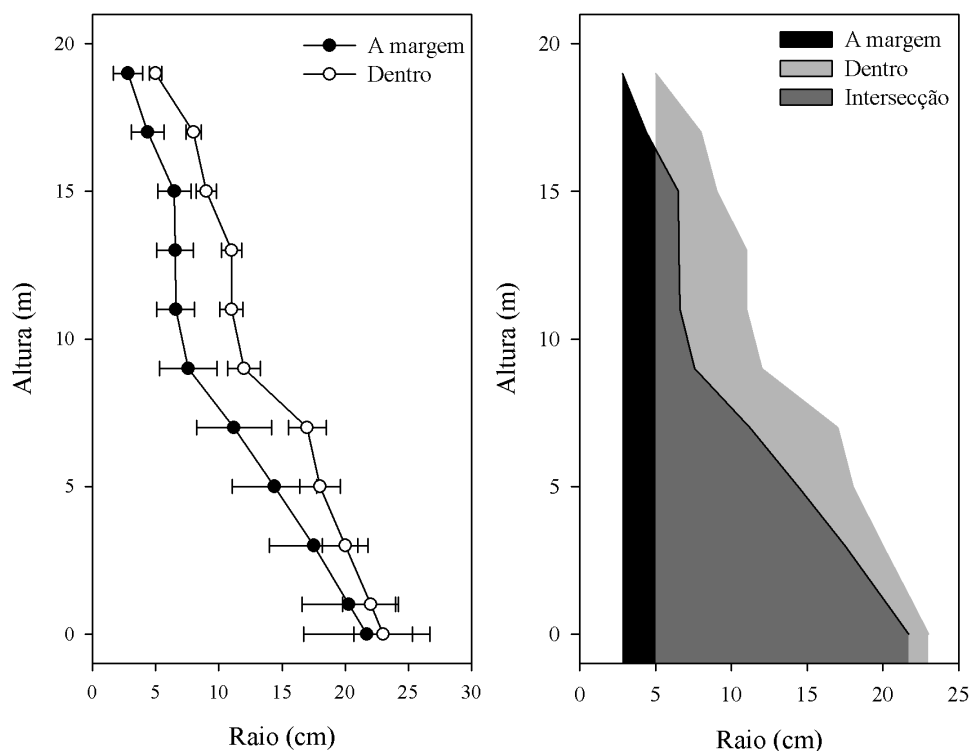 20
15
10
5
0
Altura (m)
A margem
Dentro
0 5 10 15 20 25 30
Raio (cm)
20
15
10
5
0
Altura (m)
A margem
Dentro
Intersecção
0 5 10 15 20 25
Raio (cm)